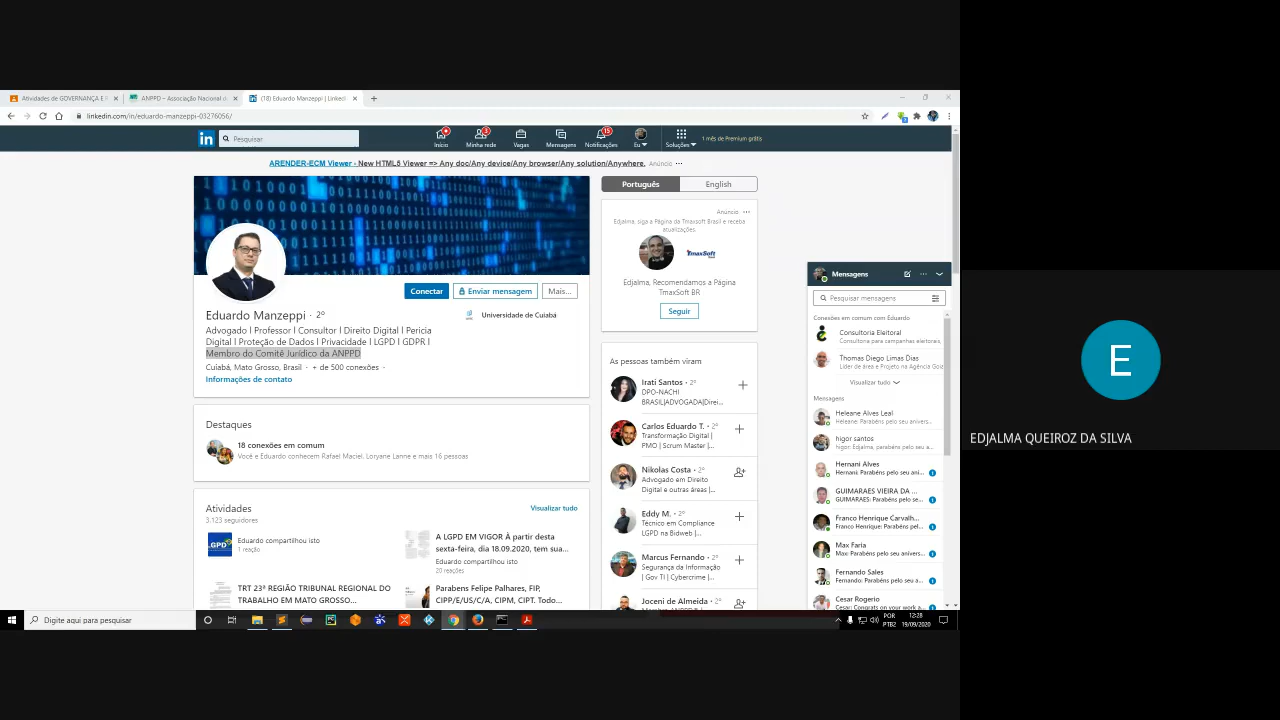 Atividades de GOVERNANÇA E
ANPPD – Associação Nacional d
(18) Eduardo Manzeppi | LinkedI
linkedin.com/in/eduardo-manzeppi-03276056/
in
Pesquisar
Início
3
Minha rede
Vagas
Mensagens
15
Notificações
Eu
Soluções
1 mês de Premium grátis
ARENDER-ECM Viewer - New HTML5 Viewer => Any doc/Any device/Any browser/Any solution/Anywhere. Anúncio ···
Português
English
Anúncio ···
Edjalma, siga a Página da Tmaxsoft Brasil e receba
atualizações.
TmaxSoft
Edjalma, Recomendamos a Página
TmaxSoft BR
Seguir
Conectar
Enviar mensagem
Mais...
Eduardo Manzeppi · 2º
Universidade de Cuiabá
Advogado l Professor l Consultor l Direito Digital l Pericia
Digital l Proteção de Dados l Privacidade l LGPD l GDPR l
Membro do Comitê Jurídico da ANPPD
Cuiabá, Mato Grosso, Brasil · + de 500 conexões ·
Informações de contato
Destaques
18 conexões em comum
Você e Eduardo conhecem Rafael Maciel, Loryane Lanne e mais 16 pessoas
Atividades
Visualizar tudo
3.123 seguidores
LGPD
Eduardo compartilhou isto
1 reação
A LGPD EM VIGOR À partir desta
sexta-feira, dia 18.09.2020, tem sua...
Eduardo compartilhou isto
20 reações
TRT 23ª REGIÃO TRIBUNAL REGIONAL DO
TRABALHO EM MATO GROSSO...
Parabens Felipe Palhares, FIP,
CIPP/E/US/C/A, CIPM, CIPT. Todo...
As pessoas também viram
Irati Santos · 2º
DPO-NACHI
BRASIL|ADVOGADA|Direi...
Carlos Eduardo T. · 2º
Transformação Digital |
PMO | Scrum Master |...
Nikolas Costa · 2º
Advogado em Direito
Digital e outras áreas |...
Eddy M. · 2º
Técnico em Compliance
LGPD na Bidweb |...
Marcus Fernando · 2º
Segurança da Informação
| Gov TI | Cybercrime |...
Joceni de Almeida · 2º
Mensagens
Pesquisar mensagens
Conexões em comum com Eduardo
Consultoria Eleitoral
Consultoria para campanhas eleitorais,
Thomas Diego Limas Dias
Líder de área e Projeto na Agência Goia
Visualizar tudo
Mensagens
Heleane Alves Leal
Heleane: Parabéns pelo seu anivers...
higor santos
higor: Edjalma, parabéns pelo seu a...
Hernani Alves
Hernani: Parabéns pelo seu ani...
1
GUIMARAES VIEIRA DA ...
GUIMARAES: Parabéns pelo se...
1
Franco Henrique Carvalh...
Franco Henrique: Parabéns pel...
1
Max Faria
Max: Parabéns pelo seu anivers...
1
Fernando Sales
Fernando: Parabéns pelo seu a...
1
Cesar Rogerio
Cesar: Congrats on your work a...
Digite aqui para pesquisar
POR
PTB2
12:28
19/09/2020
E
EDJALMA QUEIROZ DA SILVA